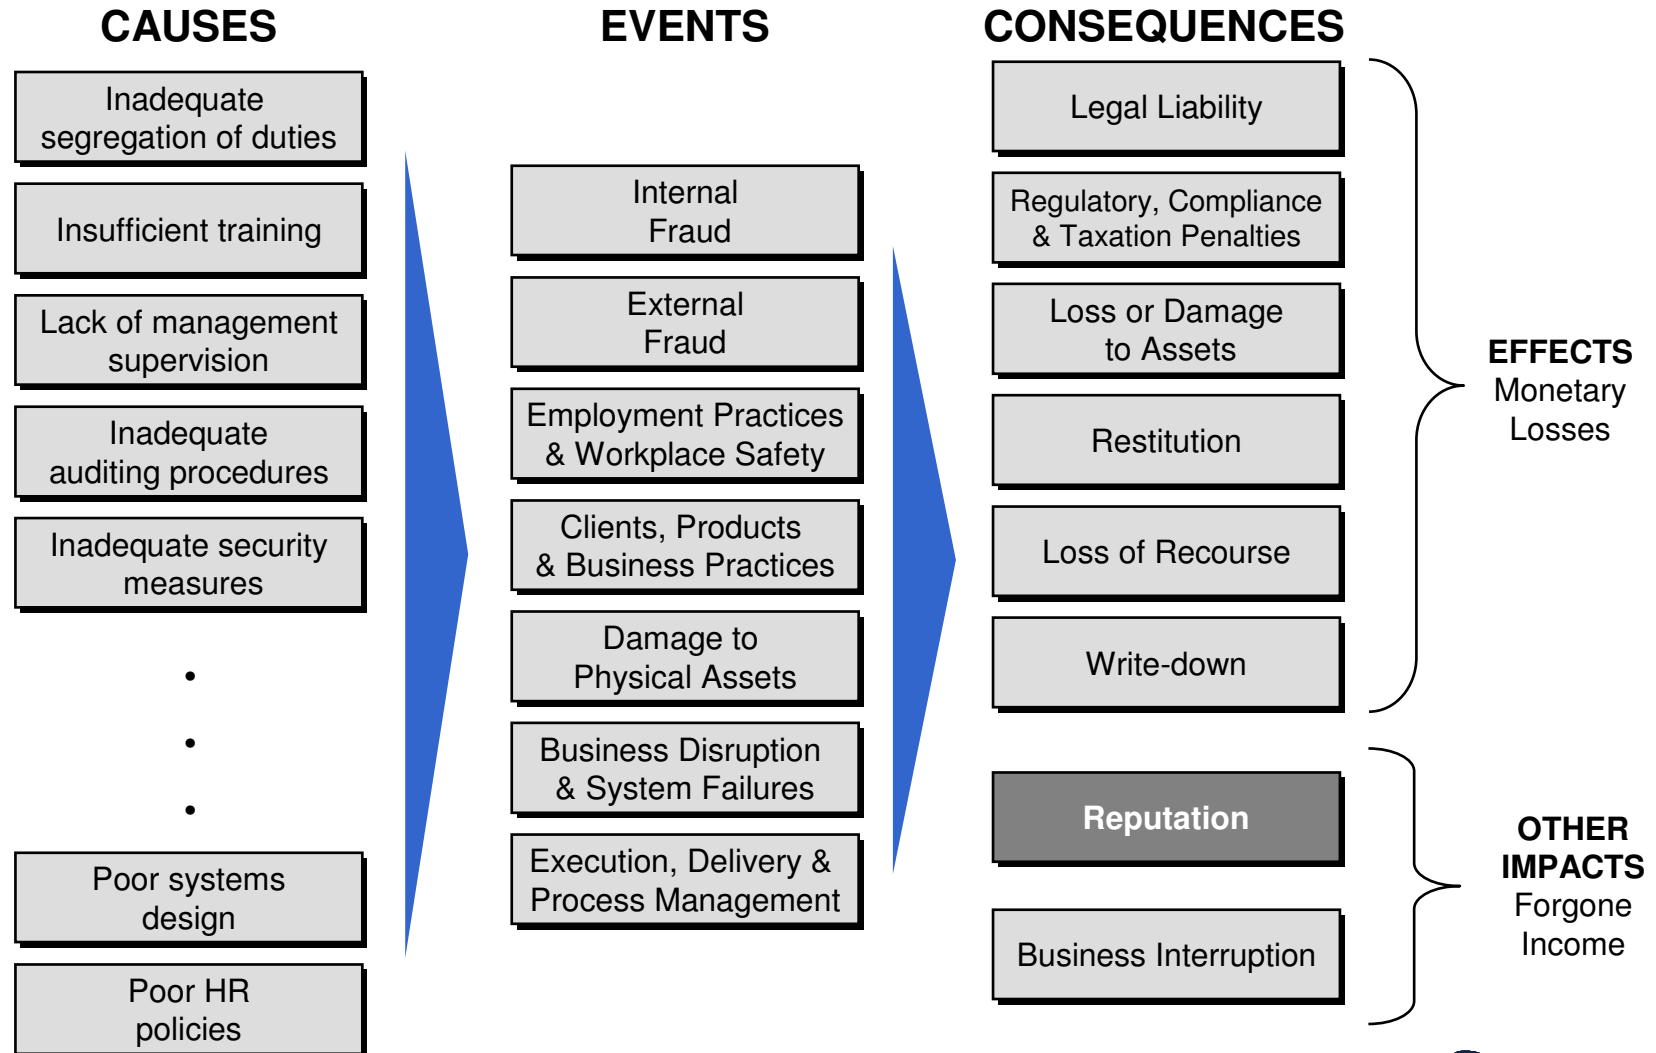 CAUSES
Inadequate
segregation of duties
Insufficient training
Lack of management
supervision
Inadequate
auditing procedures
Inadequate security
measures
•
•
•
Poor systems
design
Poor HR
policies
EVENTS
Internal
Fraud
External
Fraud
Employment Practices
& Workplace Safety
Clients, Products
& Business Practices
Damage to
Physical Assets
Business Disruption
& System Failures
Execution, Delivery &
Process Management
CONSEQUENCES
Legal Liability
Regulatory, Compliance
& Taxation Penalties
Loss or Damage
to Assets
Restitution
Loss of Recourse
Write-down
Reputation
Business Interruption
EFFECTS
Monetary
Losses
OTHER
IMPACTS
Forgone
Income